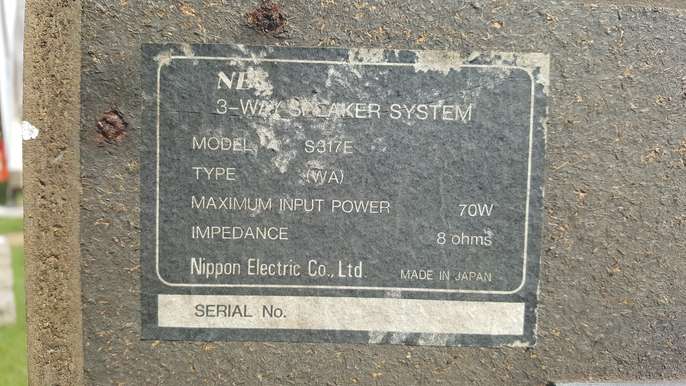 3-WAY SPEAKER SYSTEM
MODEL S317E
TYPE (WA)
MAXIMUM INPUT POWER 70W
IMPEDANCE 8 ohms
Nippon Electric Co., Ltd. MADE IN JAPAN
SERIAL No.